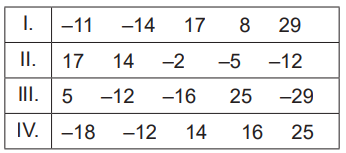 I. –11 –14 17 8 29
II. 17 14 –2 –5 –12
III. 5 –12 –16 25 –29
IV. –18 –12 14 16 25